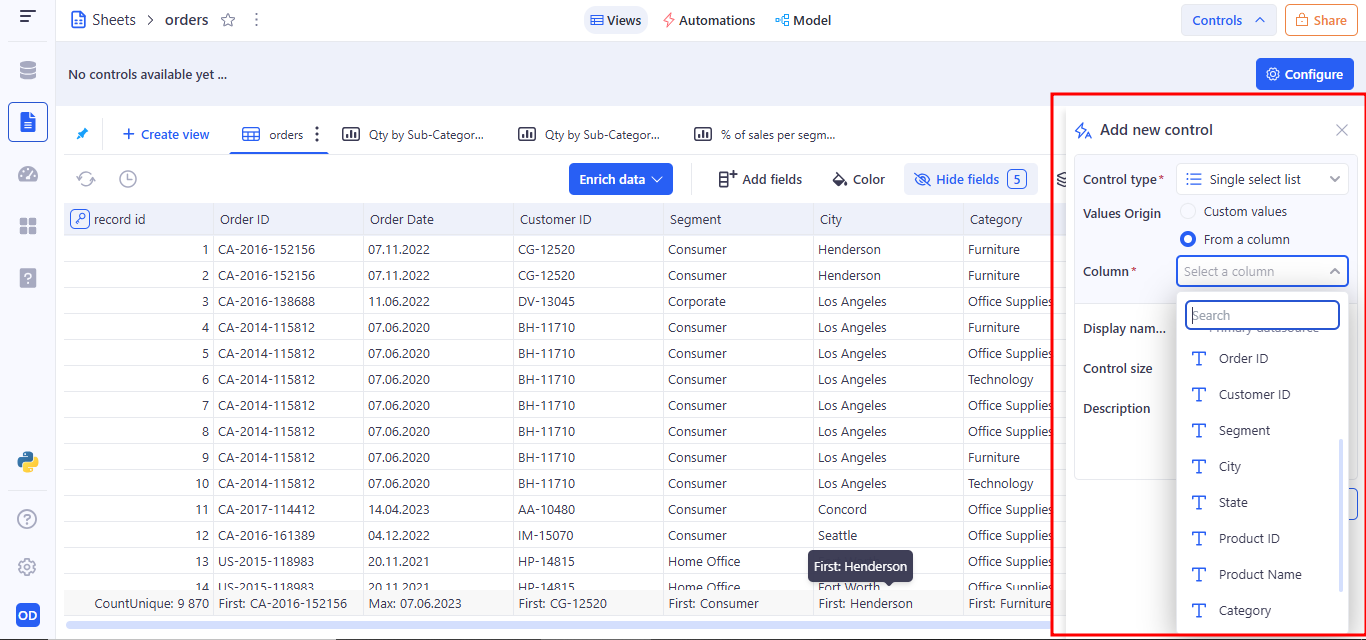 Sheets > orders
Views
Automations
Model
Controls
Share
No controls available yet ...
Configure
Create view
orders
Qty by Sub-Categor...
Qty by Sub-Categor...
% of sales per segm...
Enrich data
Add fields
Color
Hide fields 5
record id Order ID Order Date Customer ID Segment City Category
1 CA-2016-152156 07.11.2022 CG-12520 Consumer Henderson Furniture
2 CA-2016-152156 07.11.2022 CG-12520 Consumer Henderson Furniture
3 CA-2016-138688 11.06.2022 DV-13045 Corporate Los Angeles Office Supplies
4 CA-2014-115812 07.06.2020 BH-11710 Consumer Los Angeles Furniture
5 CA-2014-115812 07.06.2020 BH-11710 Consumer Los Angeles Office Supplies
6 CA-2014-115812 07.06.2020 BH-11710 Consumer Los Angeles Technology
7 CA-2014-115812 07.06.2020 BH-11710 Consumer Los Angeles Office Supplies
8 CA-2014-115812 07.06.2020 BH-11710 Consumer Los Angeles Office Supplies
9 CA-2014-115812 07.06.2020 BH-11710 Consumer Los Angeles Furniture
10 CA-2014-115812 07.06.2020 BH-11710 Consumer Los Angeles Technology
11 CA-2017-114412 14.04.2023 AA-10480 Consumer Concord Office Supplies
12 CA-2016-161389 04.12.2022 IM-15070 Consumer Seattle Office Supplies
13 US-2015-118983 20.11.2021 HP-14815 Home Office Office Supplies
14 US-2015-118983 20.11.2021 HP-14815 Home Office Fort Worth Office Supplies
First: Henderson
CountUnique: 9 870 First: CA-2016-152156 Max: 07.06.2023 First: CG-12520 First: Consumer First: Henderson First: Furniture
OD
Add new control
Control type* Single select list
Values Origin Custom values
From a column
Column* Select a column
Search
Primary datasource
Display nam...
Control size
Description
Order ID
Customer ID
Segment
City
State
Product ID
Product Name
Category